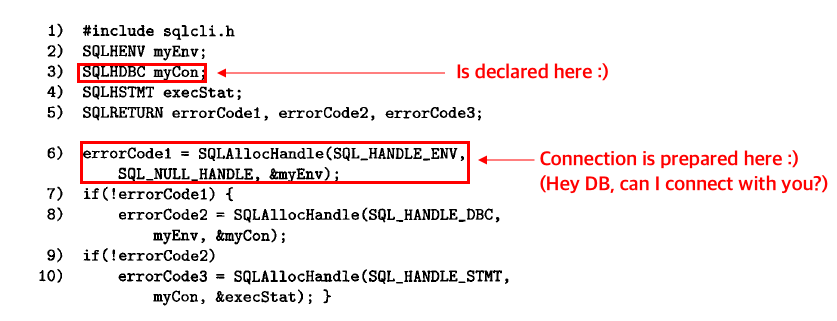 1) #include sqlcli.h
2) SQLHENV myEnv;
3) SQLHDBC myCon;
Is declared here :)
4) SQLHSTMT execStat;
5) SQLRETURN errorCode1, errorCode2, errorCode3;
6) errorCode1 = SQLAllocHandle(SQL_HANDLE_ENV,
SQL_NULL_HANDLE, &myEnv);
Connection is prepared here :)
(Hey DB, can I connect with you?)
7) if(!errorCode1) {
8) errorCode2 = SQLAllocHandle(SQL_HANDLE_DBC,
myEnv, &myCon);
9) if(!errorCode2)
10) errorCode3 = SQLAllocHandle(SQL_HANDLE_STMT,
myCon, &execStat); }